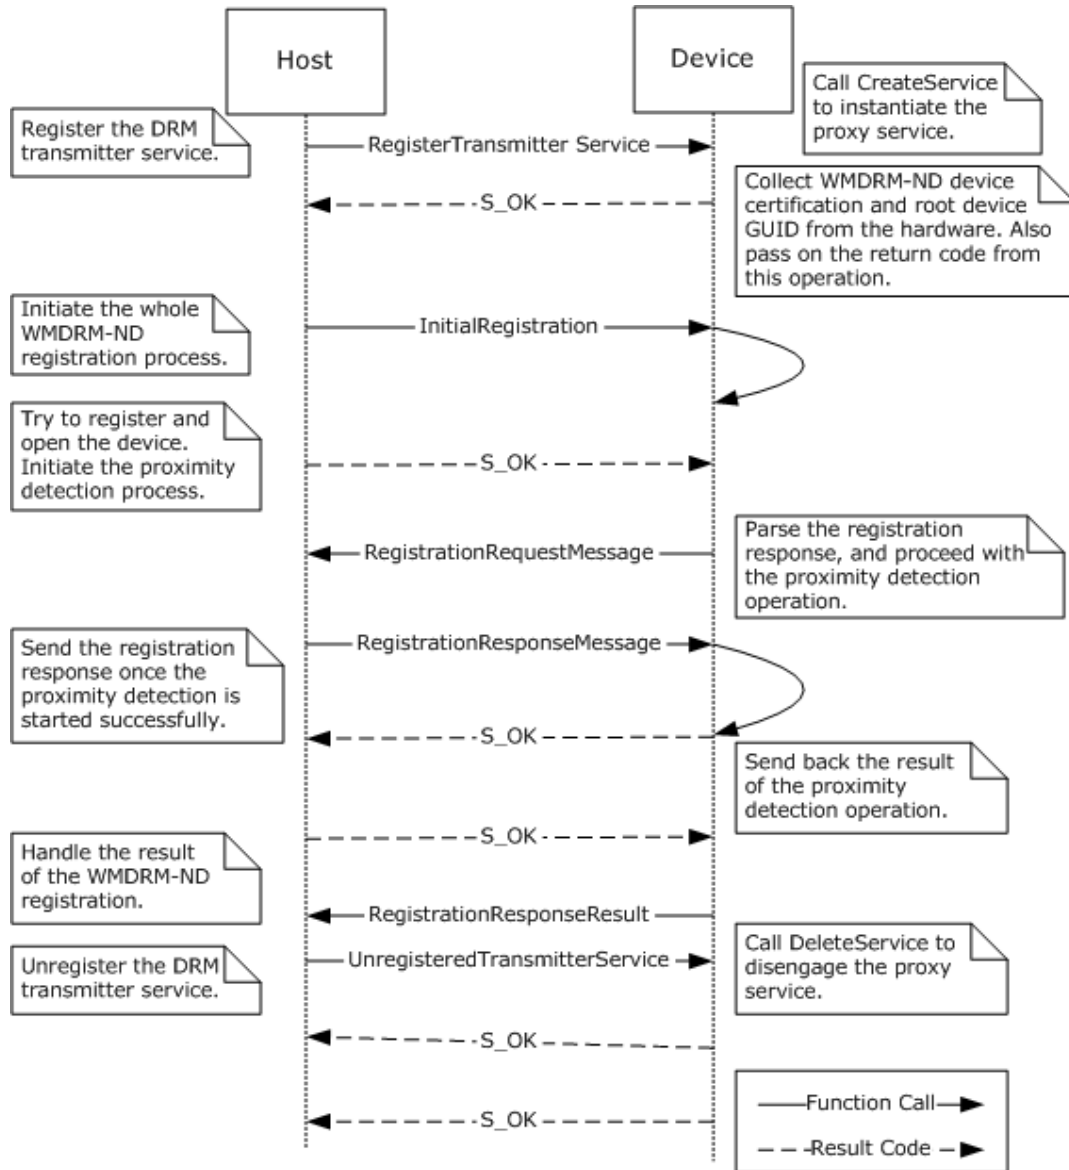 Host
Device
Call CreateService
to instantiate the
proxy service.
Register the DRM
transmitter service.
RegisterTransmitter Service
Collect WMDRM-ND device
certification and root device
GUID from the hardware. Also
pass on the return code from
this operation.
S_OK
Initiate the whole
WMDRM-ND
registration process.
InitialRegistration
Try to register and
open the device.
Initiate the proximity
detection process.
S_OK
RegistrationRequestMessage
Parse the registration
response, and proceed with
the proximity detection
operation.
Send the registration
response once the
proximity detection is
started successfully.
RegistrationResponseMessage
S_OK
Send back the result
of the proximity
detection operation.
S_OK
Handle the result
of the WMDRM-ND
registration.
RegistrationResponseResult
Call DeleteService to
disengage the proxy
service.
Unregister the DRM
transmitter service.
UnregisteredTransmitterService
S_OK
S_OK
Function Call
Result Code